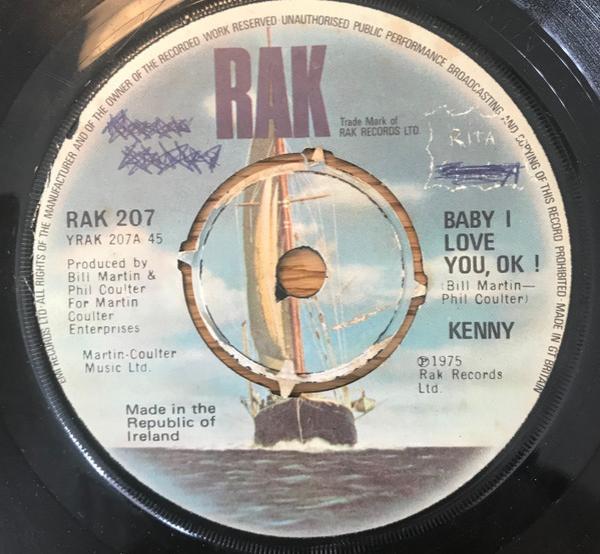 ALL RIGHTS OF THE MANUFACTURER AND OF THE OWNER OF THE RECORDED WORK RESERVED UNAUTHORISED PUBLIC PERFORMANCE BROADCASTING AND COPYING OF THIS RECORD PROHIBITED MADE IN GT BRITAIN
RAK
Trade Mark of
RAK RECORDS LTD.
RITA
RAK 207
YRAK 207A 45
Produced by
Bill Martin &
Phil Coulter
For Martin
Coulter
Enterprises
Martin-Coulter
Music Ltd.
Made in the
Republic of
Ireland
BABY I
LOVE
YOU, OK !
(Bill Martin—
Phil Coulter)
KENNY
℗1975
Rak Records
Ltd.